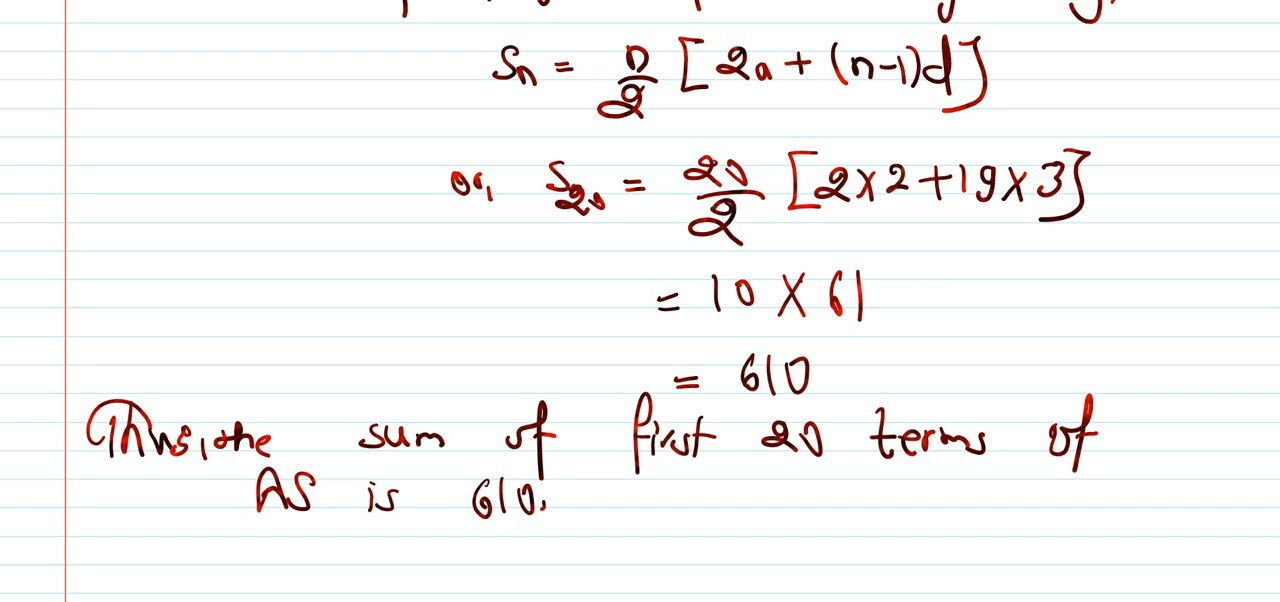 Sn = n/2 [2a + (n-1)d]
or, S20 = 20/2 [2×2+19×3]
= 10 × 61
= 610
Thus, the sum of first 20 terms of
AS is 610.